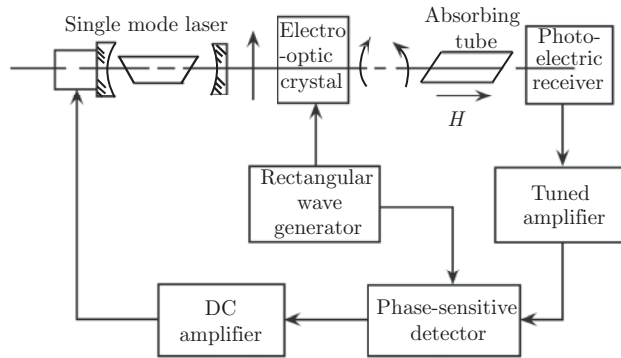 Single mode laser
Electro
-optic
crystal
Absorbing
tube
Photo-
electric
receiver
H
Rectangular
wave
generator
Tuned
amplifier
DC
amplifier
Phase-sensitive
detector